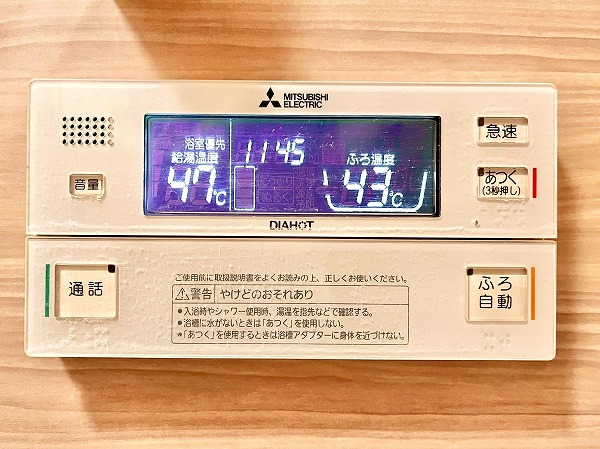 MITSUBISHI
ELECTRIC
浴室優先
給湯温度
47℃
11:45
ふろ温度
43℃
音量
急速
あつく
(3秒押し)
DIAHOT
通話
ふろ
自動
ご使用前に取扱説明書をよくお読みの上、正しくお使いください。
⚠警告 やけどのおそれあり
●入浴時やシャワー使用時、湯温を指先などで確認する。
●浴槽に水がないときは「あつく」を使用しない。
●「あつく」を使用するときは浴槽アダプターに身体を近づけない。